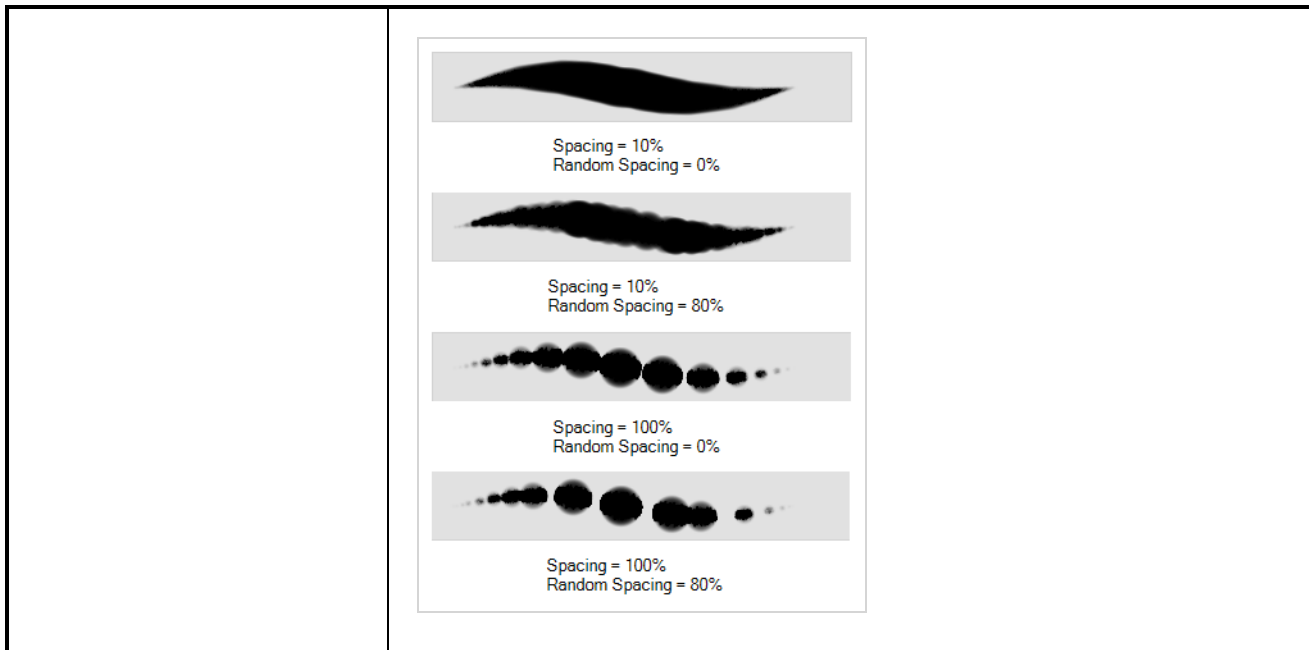 Spacing = 10%
Random Spacing = 0%
Spacing = 10%
Random Spacing = 80%
Spacing = 100%
Random Spacing = 0%
Spacing = 100%
Random Spacing = 80%